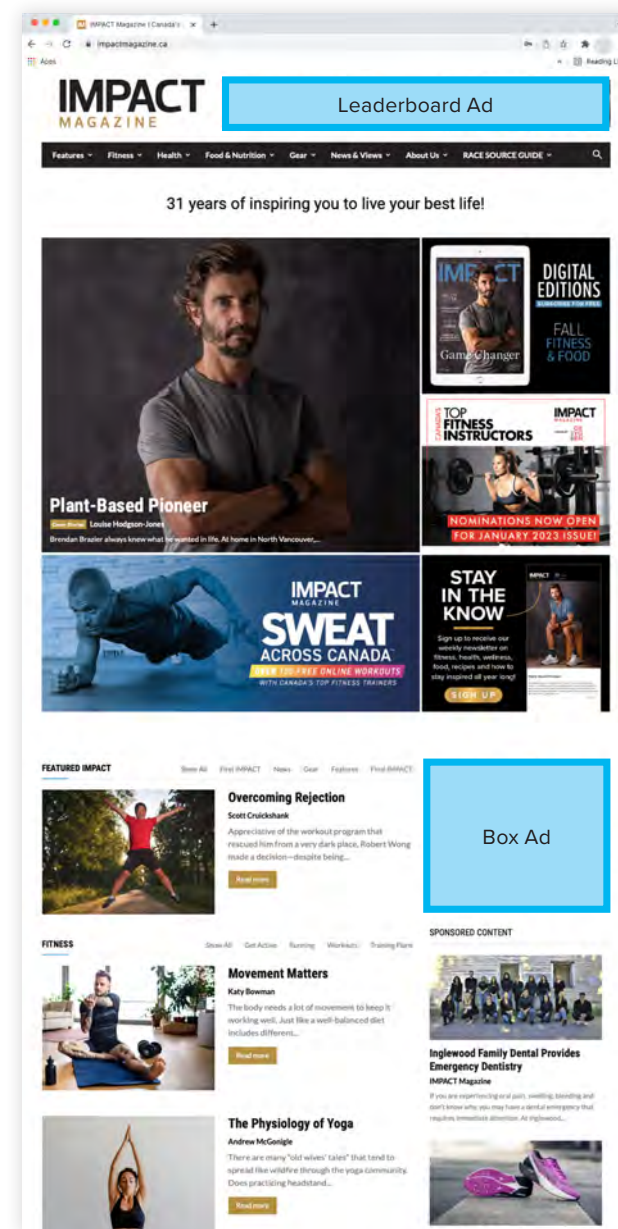 IMPACT Magazine | Canada's
impactmagazine.ca
Apps
Reading Li
IMPACT
MAGAZINE
Leaderboard Ad
Features
Fitness
Health
Food & Nutrition
Gear
News & Views
About Us
RACE SOURCE GUIDE
31 years of inspiring you to live your best life!
Plant-Based Pioneer
Louise Hodgson-Jones
Brendan Brazier always knew what he wanted in life. At home in North Vancouver,...
IMPACT
Game Changer
DIGITAL
EDITIONS
SUBSCRIBE FOR FREE
FALL
FITNESS
& FOOD
CANADA'S
TOP
FITNESS
INSTRUCTORS
IMPACT
MAGAZINE
NOMINATIONS NOW OPEN
FOR JANUARY 2023 ISSUE!
IMPACT
MAGAZINE
SWEAT
ACROSS CANADA
OVER 100 FREE ONLINE WORKOUTS
WITH CANADA'S TOP FITNESS TRAINERS
STAY
IN THE
KNOW
Sign up to receive our
weekly newsletter on
fitness, health, wellness,
food, recipes and how to
stay inspired all year long!
SIGN UP
IMPACT
FEATURED IMPACT
Show All
First IMPACT
News
Gear
Features
Final IMPACT
Overcoming Rejection
Scott Cruickshank
Appreciative of the workout program that
rescued him from a very dark place, Robert Wong
made a decision—despite being...
Read more
Box Ad
FITNESS
Show All
Get Active
Running
Workouts
Training Plans
Movement Matters
Katy Bowman
The body needs a lot of movement to keep it
working well. Just like a well-balanced diet
includes different...
Read more
The Physiology of Yoga
Andrew McGonigle
There are many "old wives' tales" that tend to
spread like wildfire through the yoga community.
Does practicing headstand...
Read more
SPONSORED CONTENT
Inglewood Family Dental Provides
Emergency Dentistry
IMPACT Magazine
If you are experiencing oral pain, swelling, bleeding and
don't know why, you may have a dental emergency that
requires immediate attention. At Inglewood...